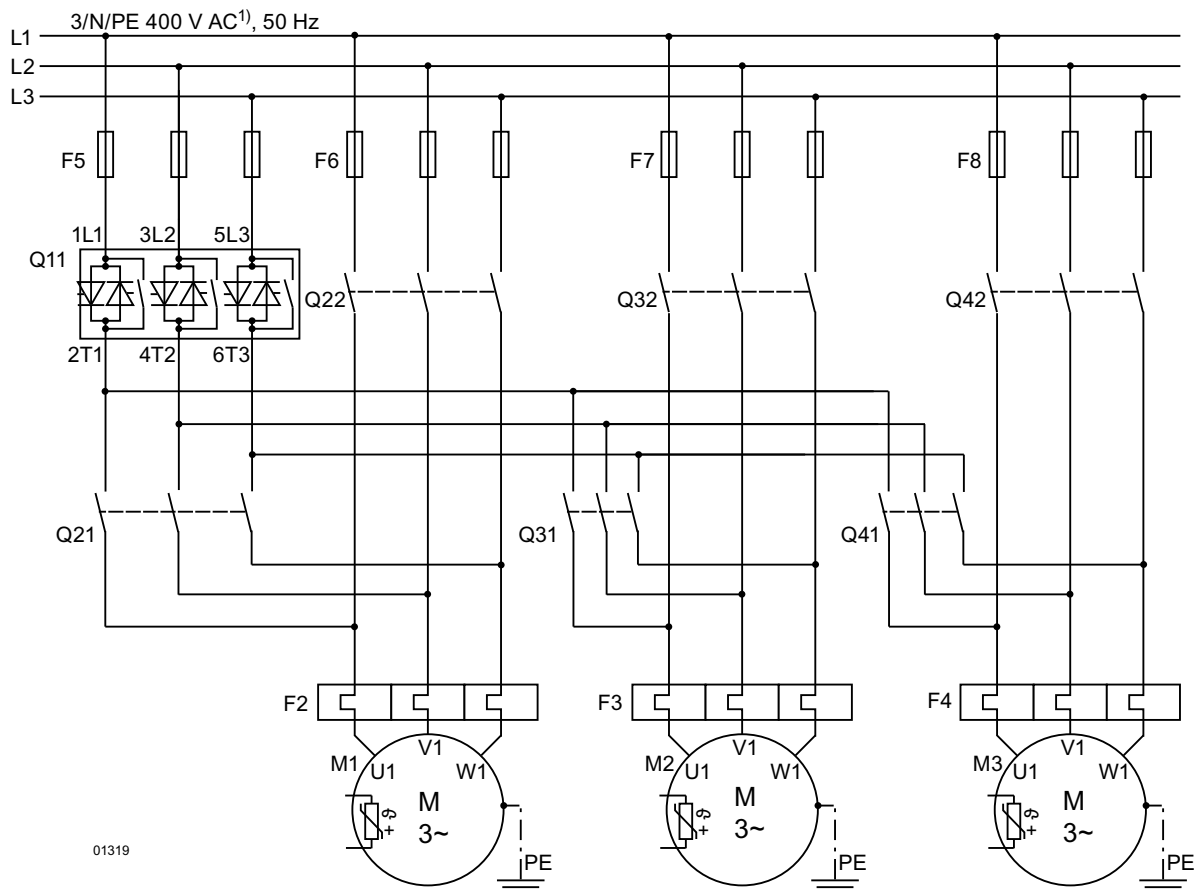 3/N/PE 400 V AC1), 50 Hz
L1
L2
L3
F5
F6
F7
F8
1L1 3L2 5L3
Q11
Q22
Q32
Q42
2T1 4T2 6T3
Q21
Q31
Q41
F2
F3
F4
M1 U1 V1 W1
M
3~
ϑ
+
PE
M2 U1 V1 W1
M
3~
ϑ
+
PE
M3 U1 V1 W1
M
3~
ϑ
+
PE
01319